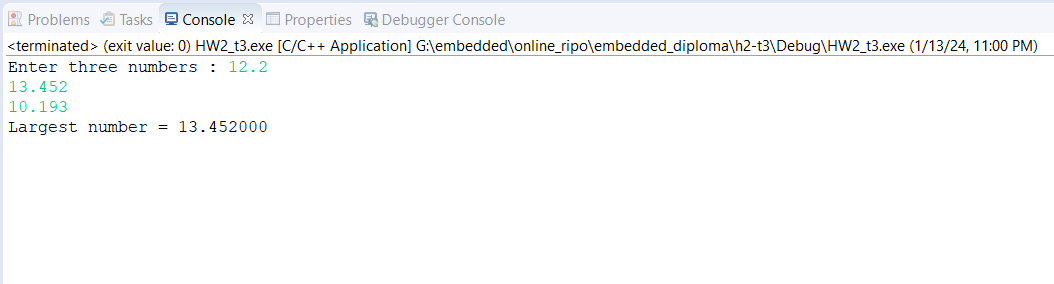 Problems Tasks Console Properties Debugger Console
<terminated> (exit value: 0) HW2_t3.exe [C/C++ Application] G:\embedded\online_ripo\embedded_diploma\h2-t3\Debug\HW2_t3.exe (1/13/24, 11:00 PM)
Enter three numbers : 12.2
13.452
10.193
Largest number = 13.452000